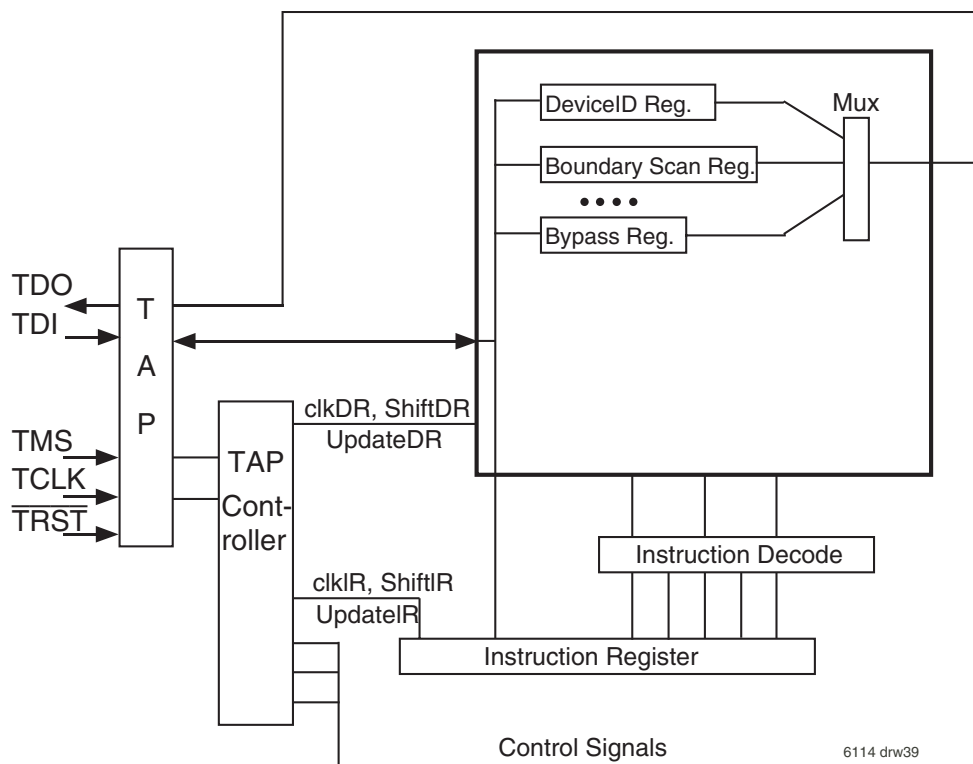 DeviceID Reg.
Mux
Boundary Scan Reg.
Bypass Reg.
TDO
TDI
T
A
P
TMS
TCLK
TRST
clkDR, ShiftDR
UpdateDR
TAP
Cont-
roller
Instruction Decode
clkIR, ShiftIR
UpdateIR
Instruction Register
Control Signals
6114 drw39